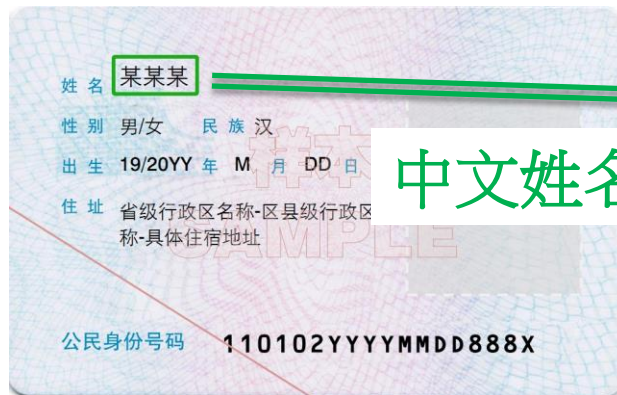 姓名 某某某
性别 男/女 民族 汉
样本
出生 19/20YY 年 M 月 DD 日
中文姓名
住址 省级行政区名称-区县级行政区
称-具体住宿地址
SAMPLE
公民身份号码 110102YYYYMMDD888X